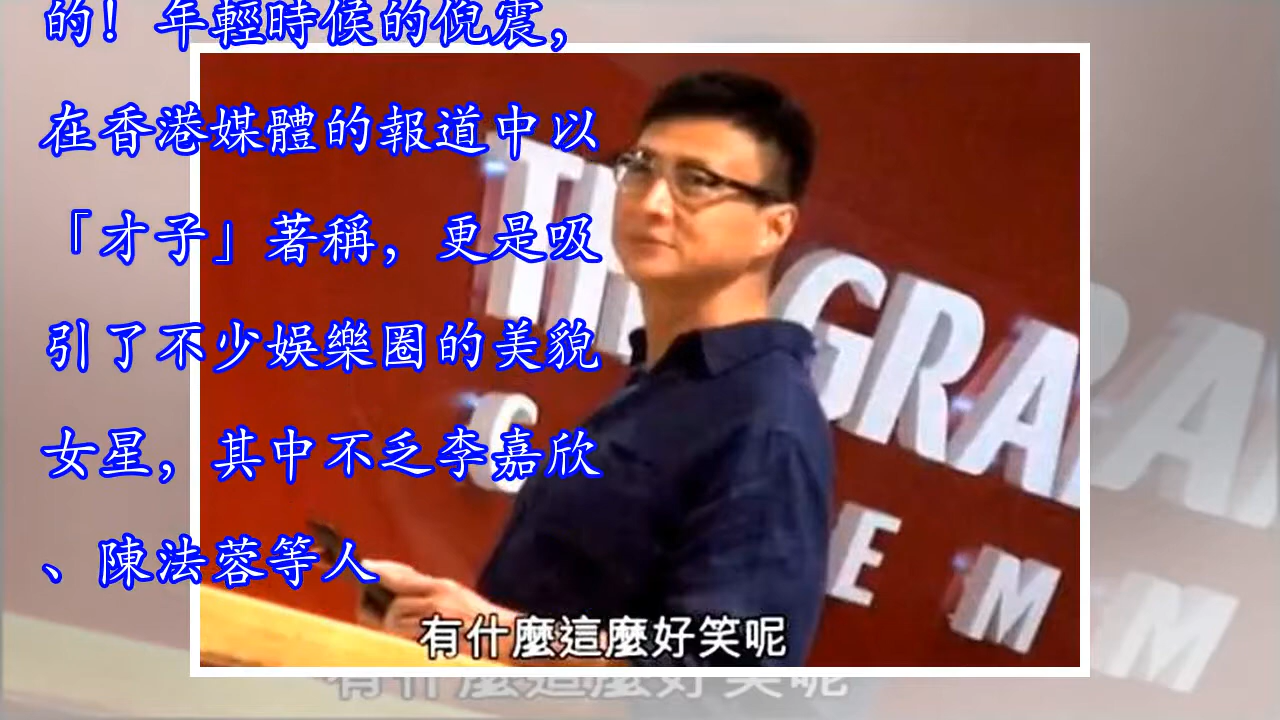 的！年輕時候的倪震，
在香港媒體的報道中以
「才子」著稱，更是吸
引了不少娛樂圈的美貌
女星，其中不乏李嘉欣
、陳法蓉等人
GRA
EM
有什麼這麼好笑呢